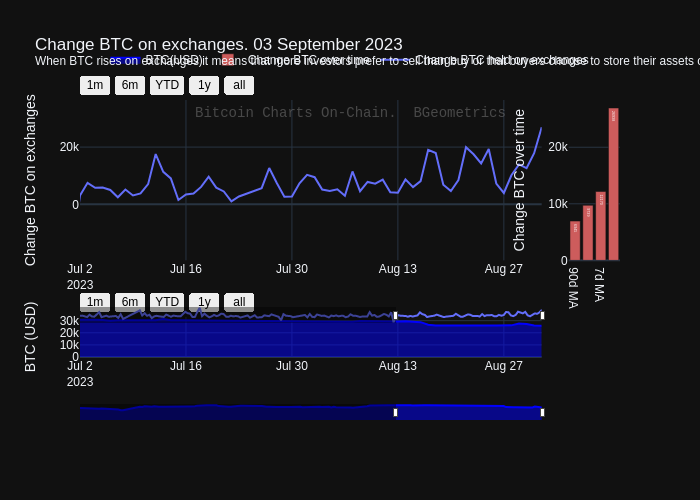 Change BTC on exchanges. 03 September 2023
BTC(USD) Change BTC over time Change BTC held on exchanges
When BTC rises on exchanges it means that more investors prefer to sell than buy or that buyers choose to store their assets o
1m 6m YTD 1y all
Bitcoin Charts On-Chain. BGeometrics
Change BTC on exchanges
20k
0
Jul 2 Jul 16 Jul 30 Aug 13 Aug 27
2023
Change BTC over time
20k
10k
0
90d MA 7d MA
1m 6m YTD 1y all
BTC (USD)
30k
20k
10k
0
Jul 2 Jul 16 Jul 30 Aug 13 Aug 27
2023